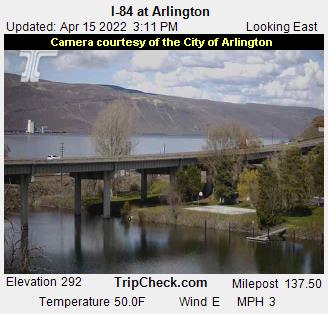 I-84 at Arlington
Updated: Apr 15 2022 3:11 PM Looking East
Camera courtesy of the City of Arlington
Elevation 292 TripCheck.com Milepost 137.50
Temperature 50.0F Wind E MPH 3